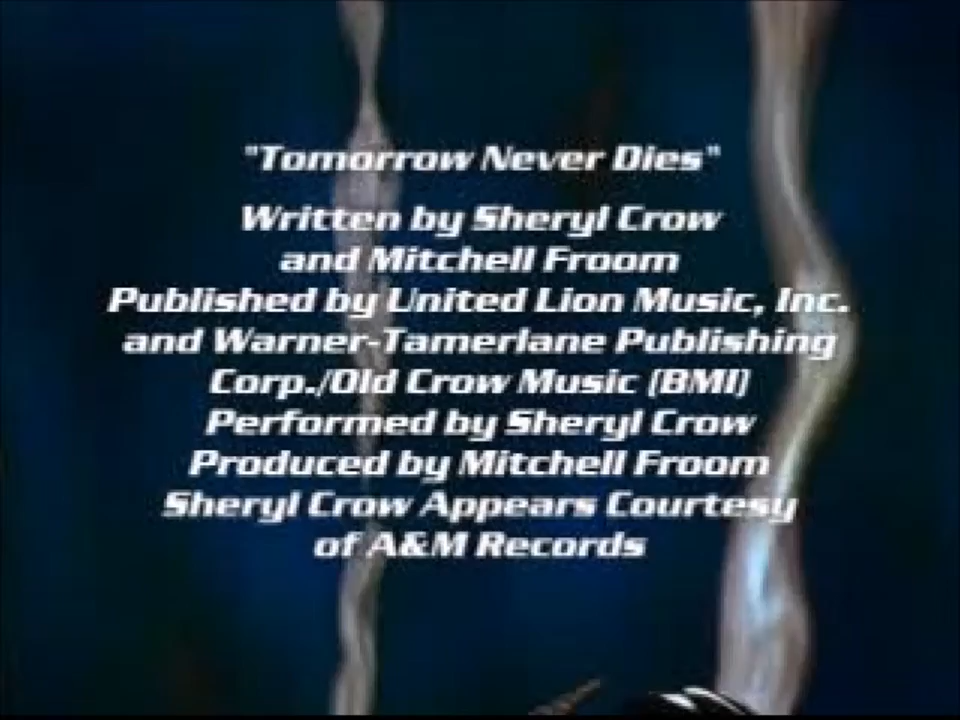 "Tomorrow Never Dies"
Written by Sheryl Crow
and Mitchell Froom
Published by United Lion Music, Inc.
and Warner-Tamerlane Publishing
Corp./Old Crow Music (BMI)
Performed by Sheryl Crow
Produced by Mitchell Froom
Sheryl Crow Appears Courtesy
of A&M Records